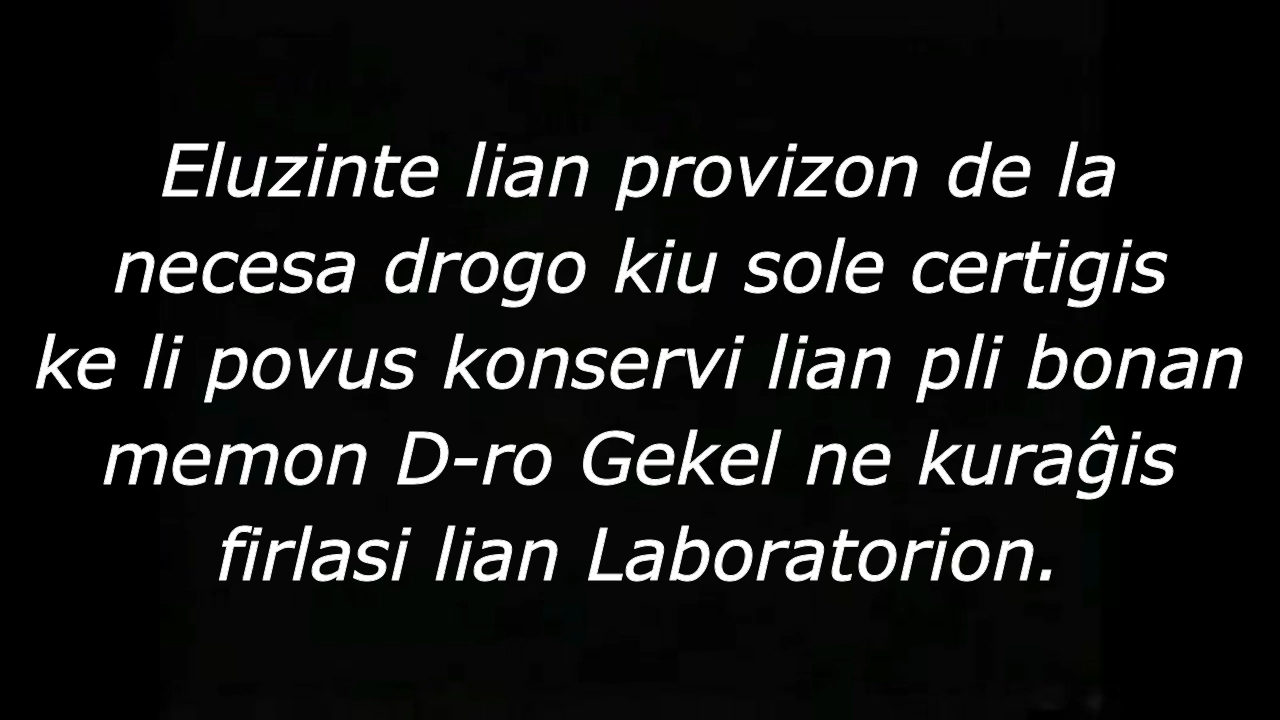 Eluzinte lian provizon de la
necesa drogo kiu sole certigis
ke li povus konservi lian pli bonan
memon D-ro Gekel ne kuraĝis
firlasi lian Laboratorion.